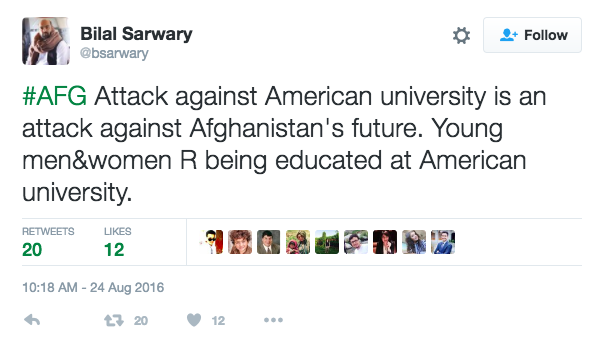 Bilal Sarwary
@bsarwary
Follow
#AFG Attack against American university is an
attack against Afghanistan's future. Young
men&women R being educated at American
university.
RETWEETS LIKES
20 12
10:18 AM - 24 Aug 2016
20 12